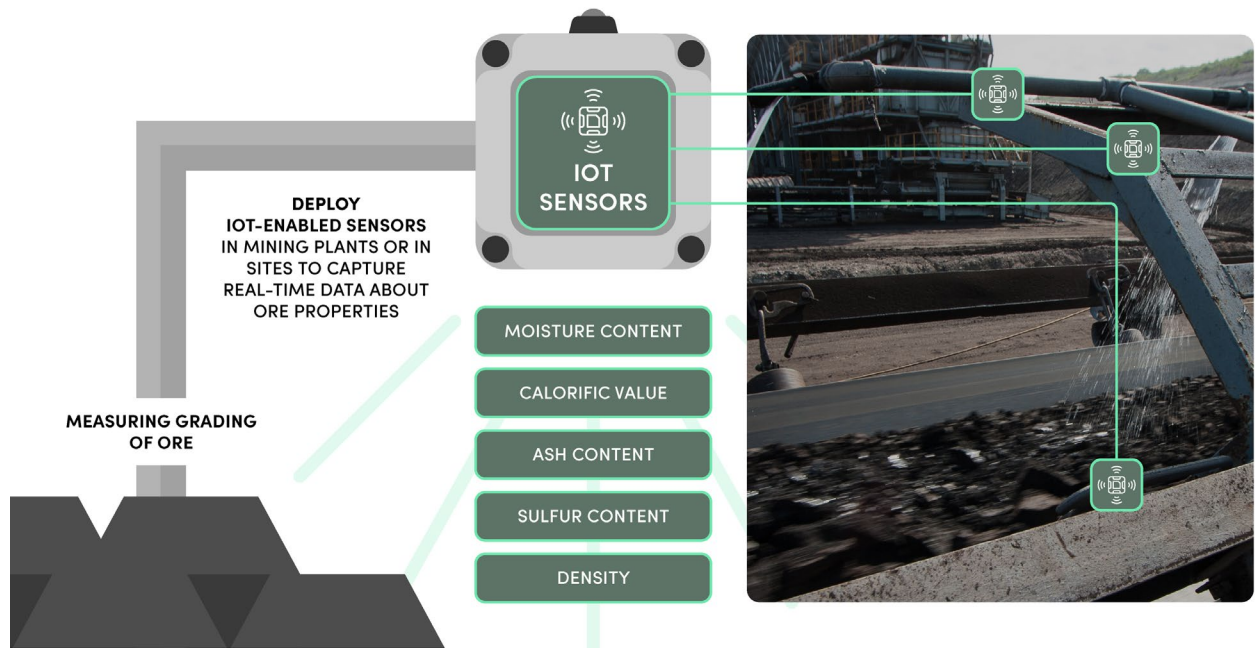 DEPLOY
IOT-ENABLED SENSORS
IN MINING PLANTS OR IN
SITES TO CAPTURE
REAL-TIME DATA ABOUT
ORE PROPERTIES
MEASURING GRADING
OF ORE
IOT
SENSORS
MOISTURE CONTENT
CALORIFIC VALUE
ASH CONTENT
SULFUR CONTENT
DENSITY